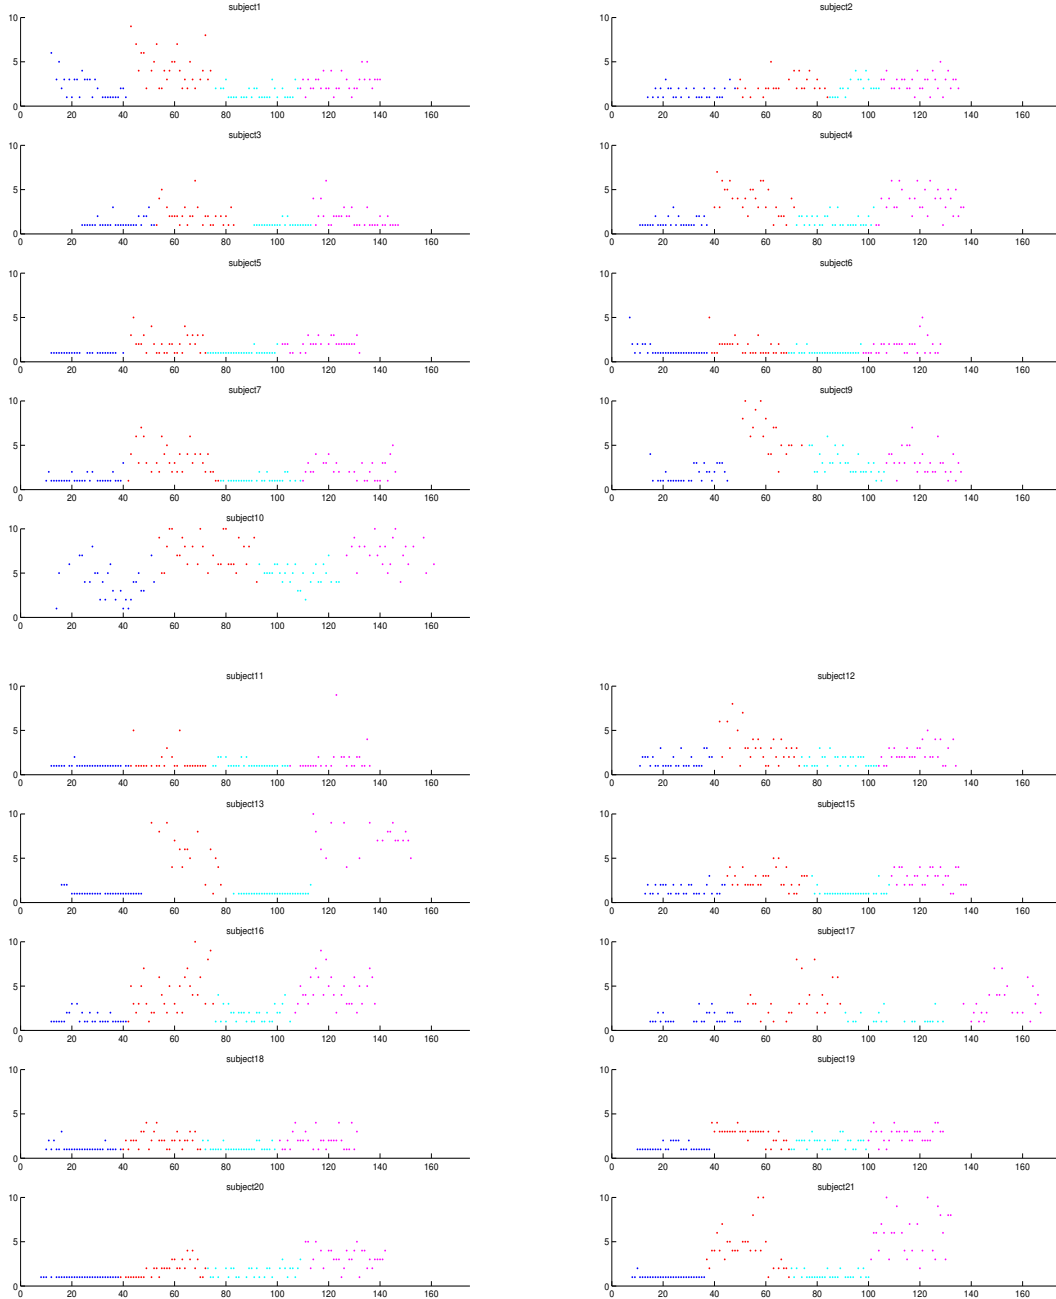 subject1 subject2
10 10
5 5
0 0
0 20 40 60 80 100 120 140 160 0 20 40 60 80 100 120 140 160
subject3 subject4
10 10
5 5
0 0
0 20 40 60 80 100 120 140 160 0 20 40 60 80 100 120 140 160
subject5 subject6
10 10
5 5
0 0
0 20 40 60 80 100 120 140 160 0 20 40 60 80 100 120 140 160
subject7 subject9
10 10
5 5
0 0
0 20 40 60 80 100 120 140 160 0 20 40 60 80 100 120 140 160
subject10
10
5
0
0 20 40 60 80 100 120 140 160
subject11 subject12
10 10
5 5
0 0
0 20 40 60 80 100 120 140 160 0 20 40 60 80 100 120 140 160
subject13 subject15
10 10
5 5
0 0
0 20 40 60 80 100 120 140 160 0 20 40 60 80 100 120 140 160
subject16 subject17
10 10
5 5
0 0
0 20 40 60 80 100 120 140 160 0 20 40 60 80 100 120 140 160
subject18 subject19
10 10
5 5
0 0
0 20 40 60 80 100 120 140 160 0 20 40 60 80 100 120 140 160
subject20 subject21
10 10
5 5
0 0
0 20 40 60 80 100 120 140 160 0 20 40 60 80 100 120 140 160